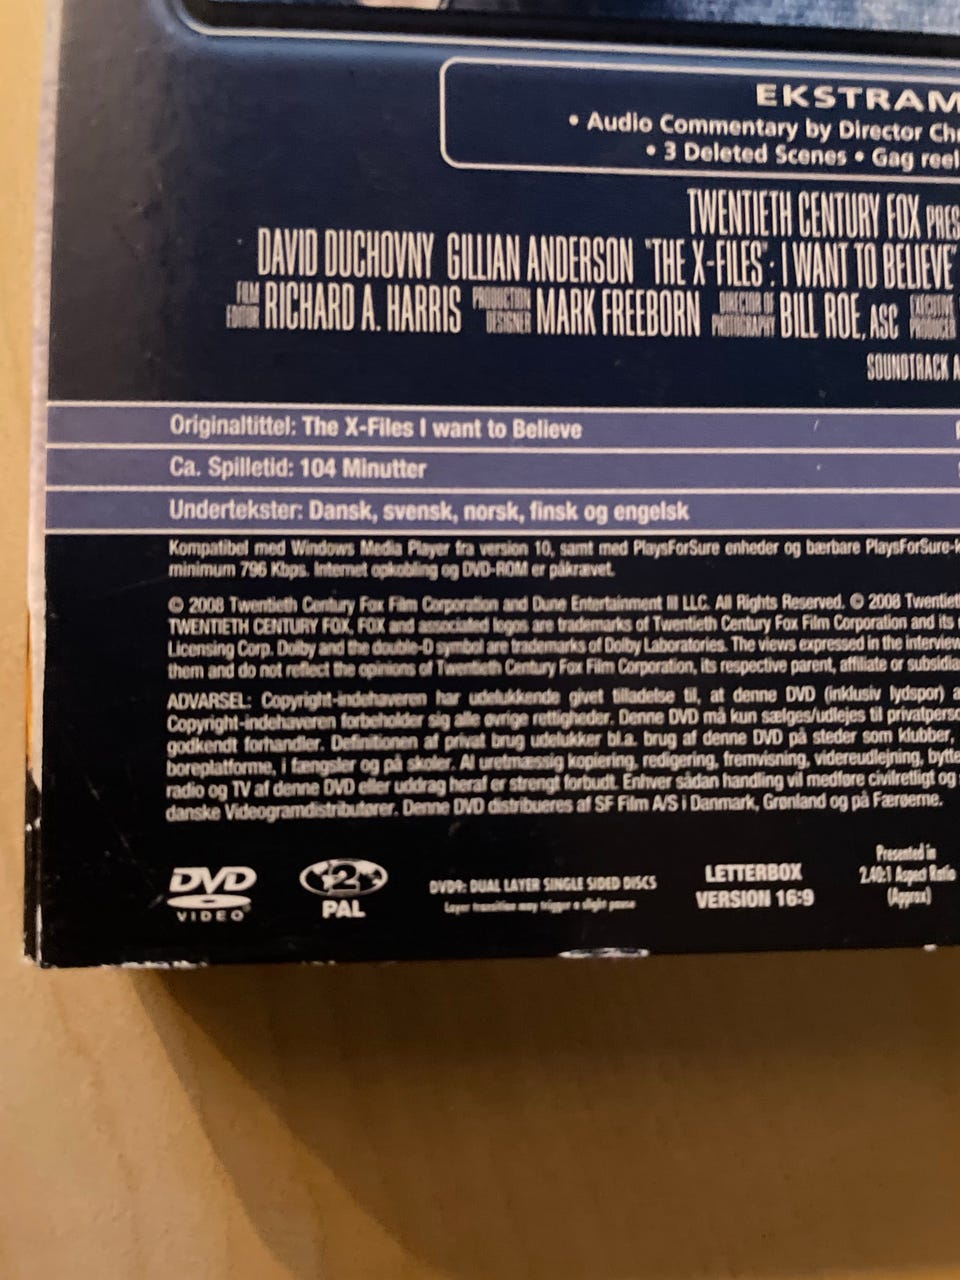 EKSTRAM
• Audio Commentary by Director Chr
• 3 Deleted Scenes • Gag reel
TWENTIETH CENTURY FOX PRES
DAVID DUCHOVNY GILLIAN ANDERSON "THE X-FILES": I WANT TO BELIEVE"
FILM EDITOR RICHARD A. HARRIS PRODUCTION DESIGNER MARK FREEBORN DIRECTOR OF PHOTOGRAPHY BILL ROE, ASC EXECUTIVE PRODUCER
SOUNDTRACK A
Originaltittel: The X-Files I want to Believe
Ca. Spilletid: 104 Minutter
Undertekster: Dansk, svensk, norsk, finsk og engelsk
Kompatibel med Windows Media Player fra version 10, samt med PlaysForSure enheder og bærbare PlaysForSure-k
minimum 796 Kbps. Internet opkobling og DVD-ROM er påkrævet.
© 2008 Twentieth Century Fox Film Corporation and Dune Entertainment III LLC. All Rights Reserved. © 2008 Twentiet
TWENTIETH CENTURY FOX, FOX and associated logos are trademarks of Twentieth Century Fox Film Corporation and its
Licensing Corp. Dolby and the double-D symbol are trademarks of Dolby Laboratories. The views expressed in the interview
them and do not reflect the opinions of Twentieth Century Fox Film Corporation, its respective parent, affiliate or subsidia
ADVARSEL: Copyright-indehaveren har udelukkende givet tilladelse til, at denne DVD (inklusiv lydspor) a
Copyright-indehaveren forbeholder sig alle øvrige rettigheder. Denne DVD må kun sælges/udlejes til privatperso
godkendt forhandler. Definitionen af privat brug udelukker bl.a. brug af denne DVD på steder som klubber,
boreplatforme, i fængsler og på skoler. Al uretmæssig kopiering, redigering, fremvisning, videreudlejning, bytte
radio og TV af denne DVD eller uddrag heraf er strengt forbudt. Enhver sådan handling vil medføre civilretligt og
danske Videogramdistributører. Denne DVD distribueres af SF Film A/S i Danmark, Grønland og på Færøerne.
DVD VIDEO
2
PAL
DVD9: DUAL LAYER SINGLE SIDED DISCS
Layer transition may trigger a slight pause
LETTERBOX
VERSION 16:9
Presented in
2.40:1 Aspect Ratio
(Approx)